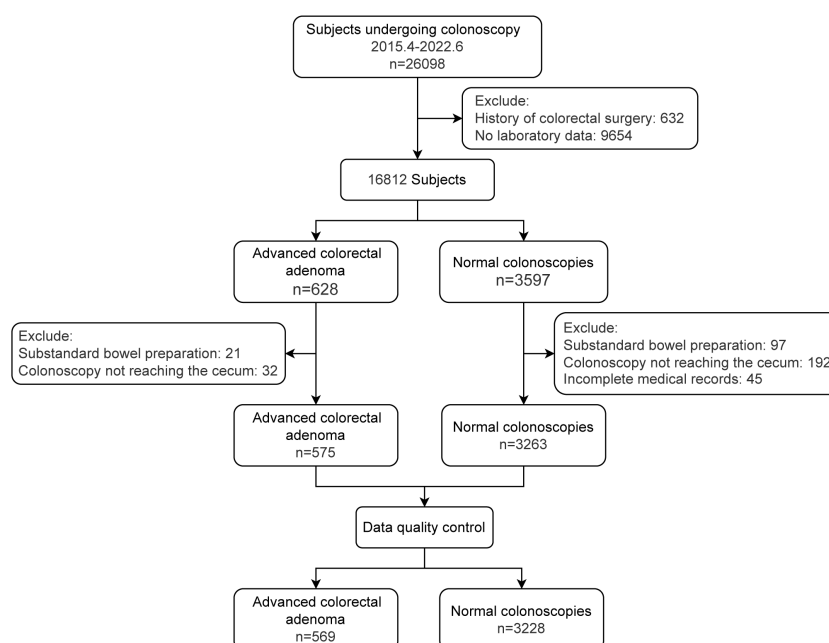 Subjects undergoing colonoscopy
2015.4-2022.6
n=26098
Exclude:
History of colorectal surgery: 632
No laboratory data: 9654
16812 Subjects
Advanced colorectal
adenoma
n=628
Normal colonoscopies
n=3597
Exclude:
Substandard bowel preparation: 21
Colonoscopy not reaching the cecum: 32
Exclude:
Substandard bowel preparation: 97
Colonoscopy not reaching the cecum: 192
Incomplete medical records: 45
Advanced colorectal
adenoma
n=575
Normal colonoscopies
n=3263
Data quality control
Advanced colorectal
adenoma
n=569
Normal colonoscopies
n=3228